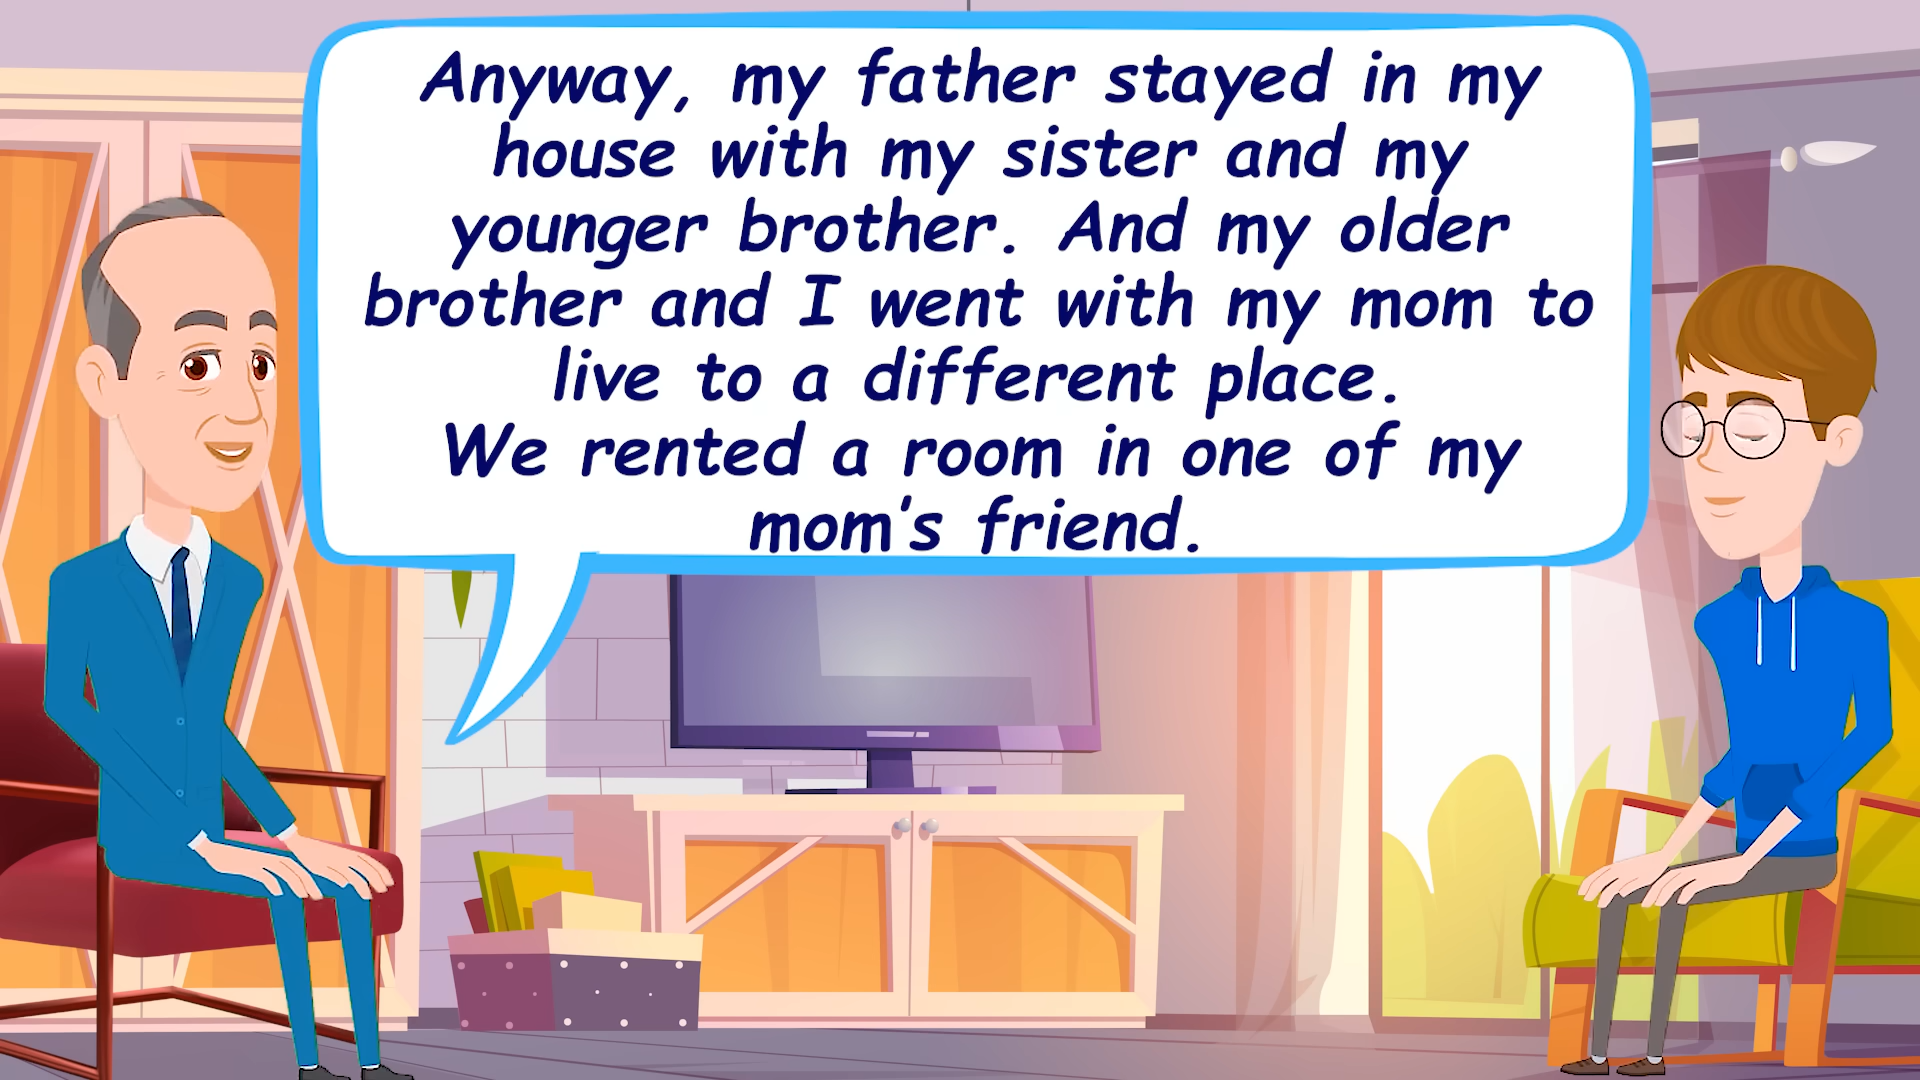 Anyway, my father stayed in my
house with my sister and my
younger brother. And my older
brother and I went with my mom to
live to a different place.
We rented a room in one of my
mom's friend.